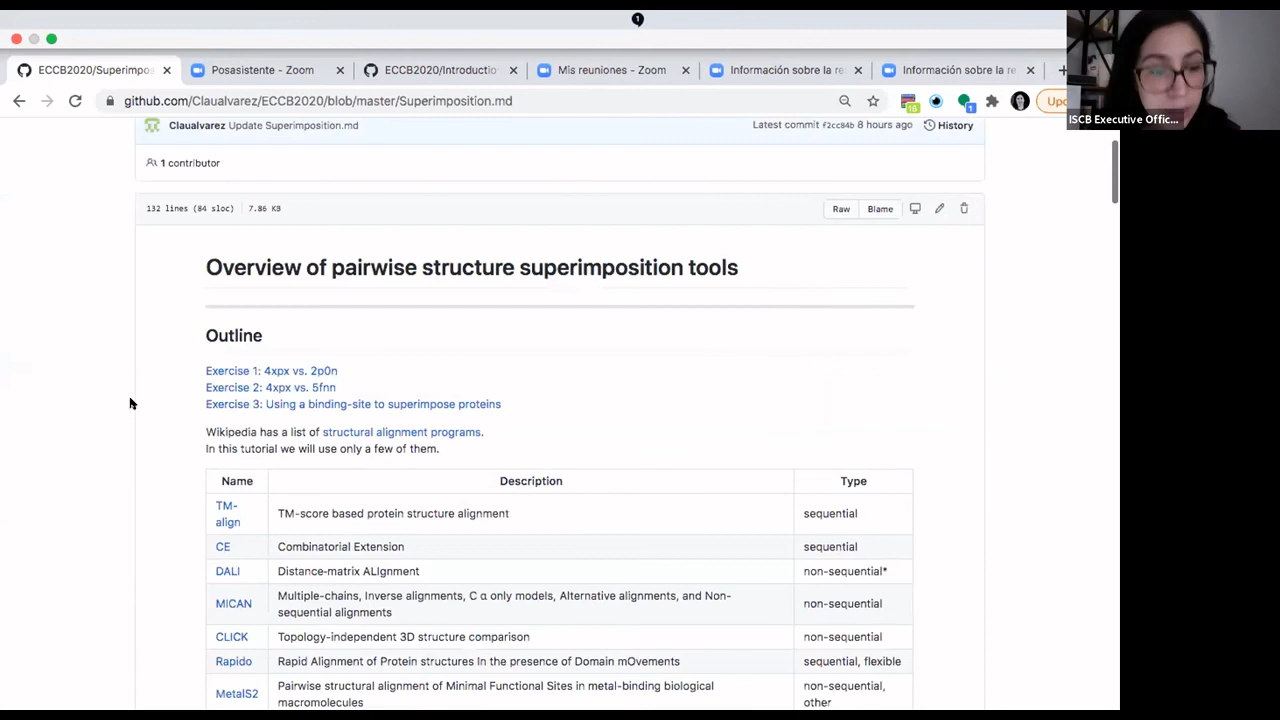 1
ECCB2020/Superimpos
Posasistente - Zoom
ECCB2020/Introductio
Mis reuniones - Zoom
Información sobre la re
Información sobre la re
github.com/Claualvarez/ECCB2020/blob/master/Superimposition.md
16
1
Upd
ISCB Executive Offic...
Claualvarez Update Superimposition.md
Latest commit f2cc84b 8 hours ago
History
1 contributor
132 lines (84 sloc) 7.86 KB
Raw
Blame
Overview of pairwise structure superimposition tools
Outline
Exercise 1: 4xpx vs. 2p0n
Exercise 2: 4xpx vs. 5fnn
Exercise 3: Using a binding-site to superimpose proteins
Wikipedia has a list of structural alignment programs.
In this tutorial we will use only a few of them.
Name Description Type
TM-
align
TM-score based protein structure alignment
sequential
CE Combinatorial Extension sequential
DALI Distance-matrix ALIgnment non-sequential*
MICAN
Multiple-chains, Inverse alignments, C α only models, Alternative alignments, and Non-
sequential alignments
non-sequential
CLICK Topology-independent 3D structure comparison non-sequential
Rapido Rapid Alignment of Protein structures In the presence of Domain mOvements sequential, flexible
MetalS2
Pairwise structural alignment of Minimal Functional Sites in metal-binding biological
macromolecules
non-sequential,
other